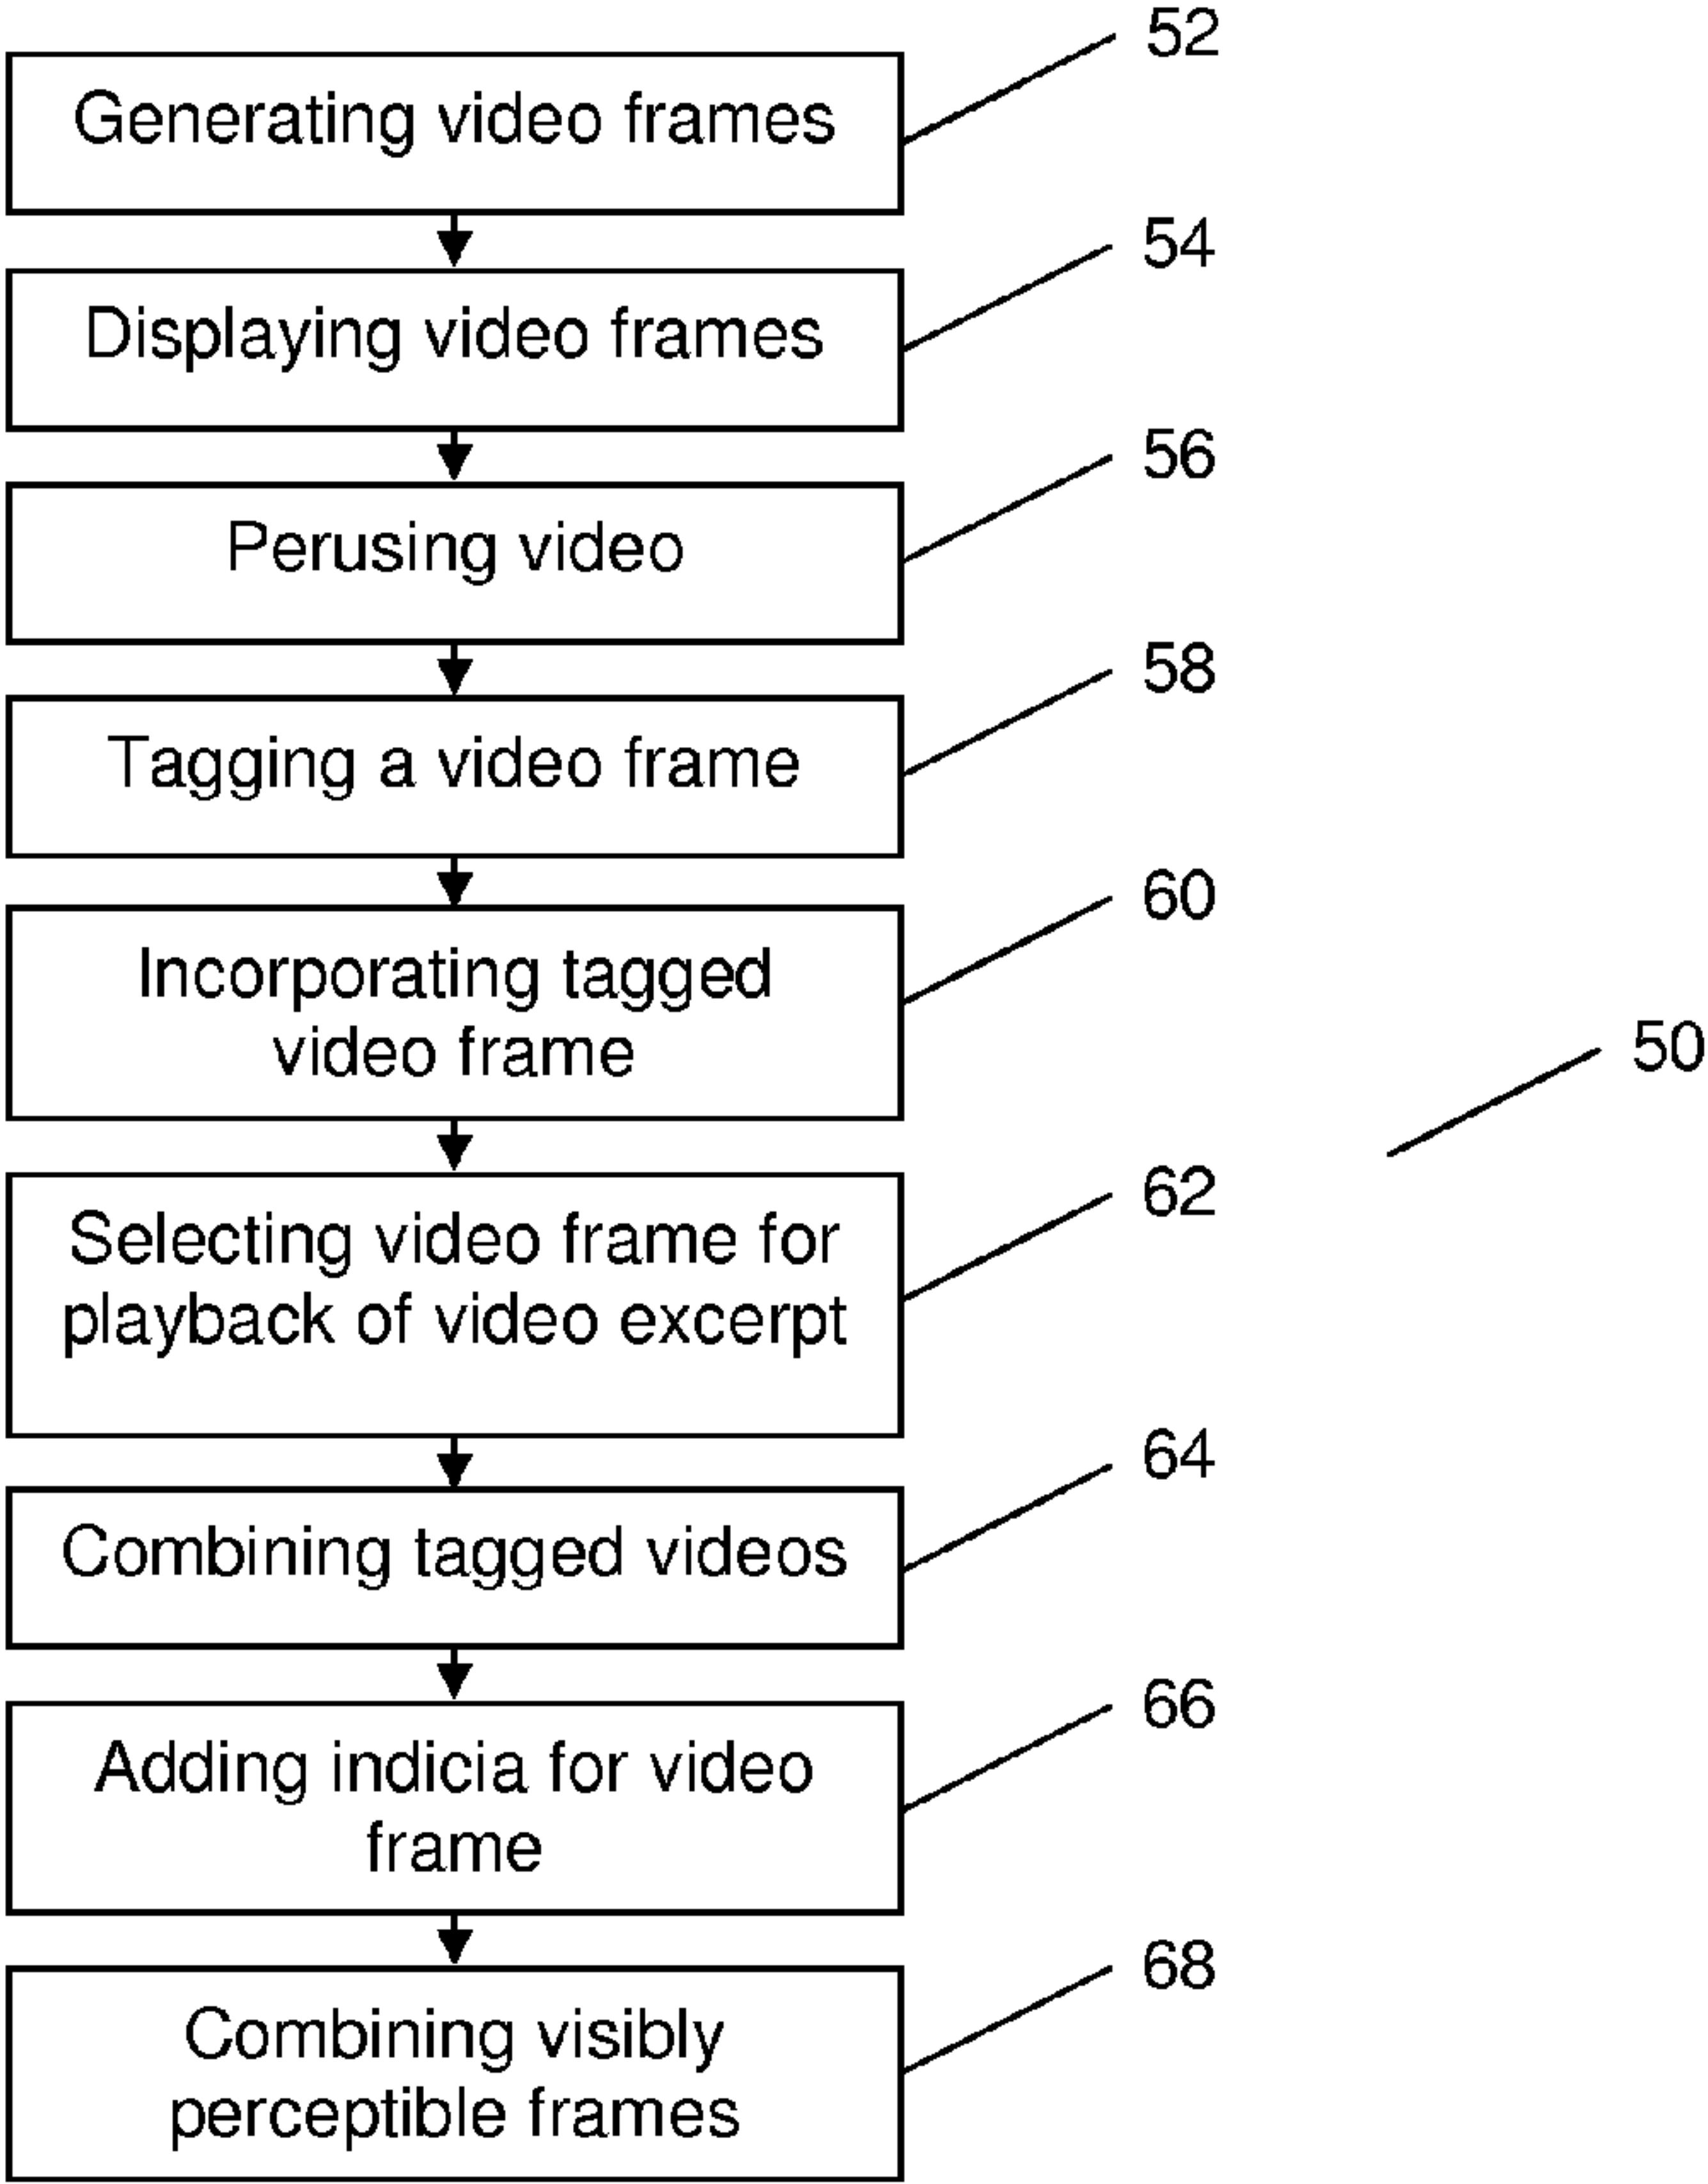 52
Generating video frames
54
Displaying video frames
56
Perusing video
58
Tagging a video frame
60
Incorporating tagged
video frame
50
62
Selecting video frame for
playback of video excerpt
64
Combining tagged videos
66
Adding indicia for video
frame
68
Combining visibly
perceptible frames